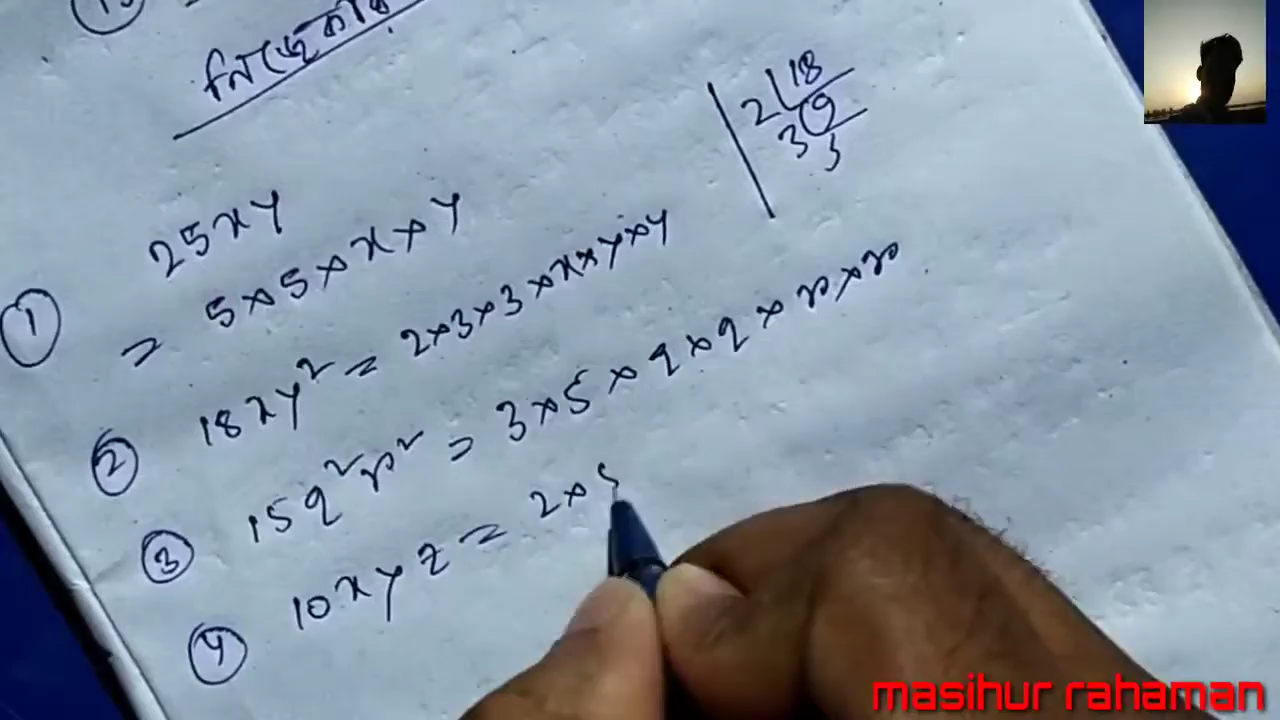 নিজে করি
2 | 18
3 | 9
3
① 25xy
= 5×5×x×y
② 18xy² = 2×3×3×x×y×y
③ 15q²r² = 3×5×q×q×r×r
④ 10xyz = 2×5
masihur rahaman